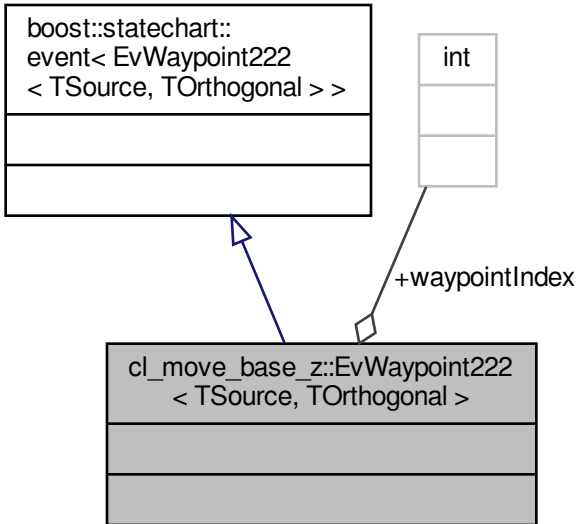 boost::statechart::
event< EvWaypoint222
< TSource, TOrthogonal > >
int
+waypointIndex
cl_move_base_z::EvWaypoint222
< TSource, TOrthogonal >